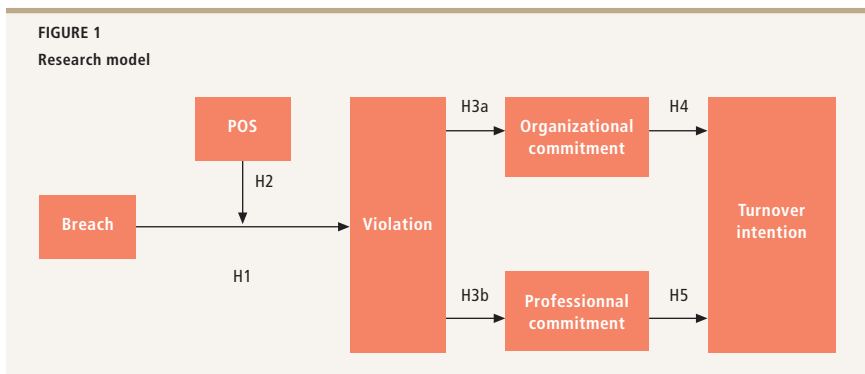 FIGURE 1
Research model
POS
H2
Breach
H1
Violation
H3a
Organizational
commitment
H4
H3b
Professionnal
commitment
H5
Turnover
intention